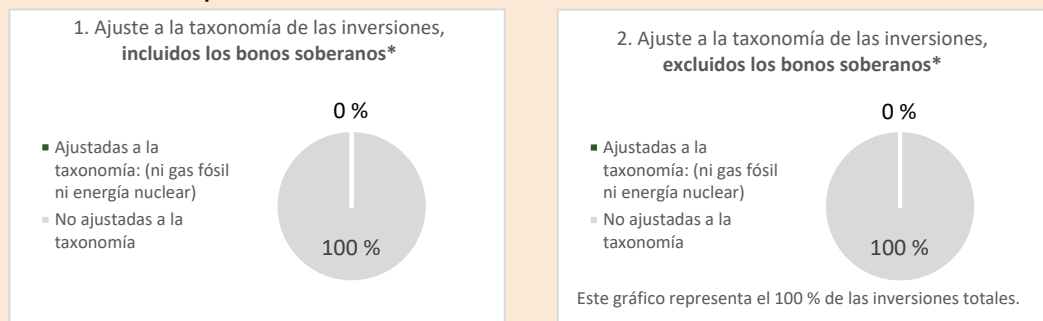 1. Ajuste a la taxonomía de las inversiones,
incluidos los bonos soberanos*
0 %
Ajustadas a la
taxonomía: (ni gas fósil
ni energía nuclear)
No ajustadas a la
taxonomía
100 %
2. Ajuste a la taxonomía de las inversiones,
excluidos los bonos soberanos*
0 %
Ajustadas a la
taxonomía: (ni gas fósil
ni energía nuclear)
No ajustadas a la
taxonomía
100 %
Este gráfico representa el 100 % de las inversiones totales.